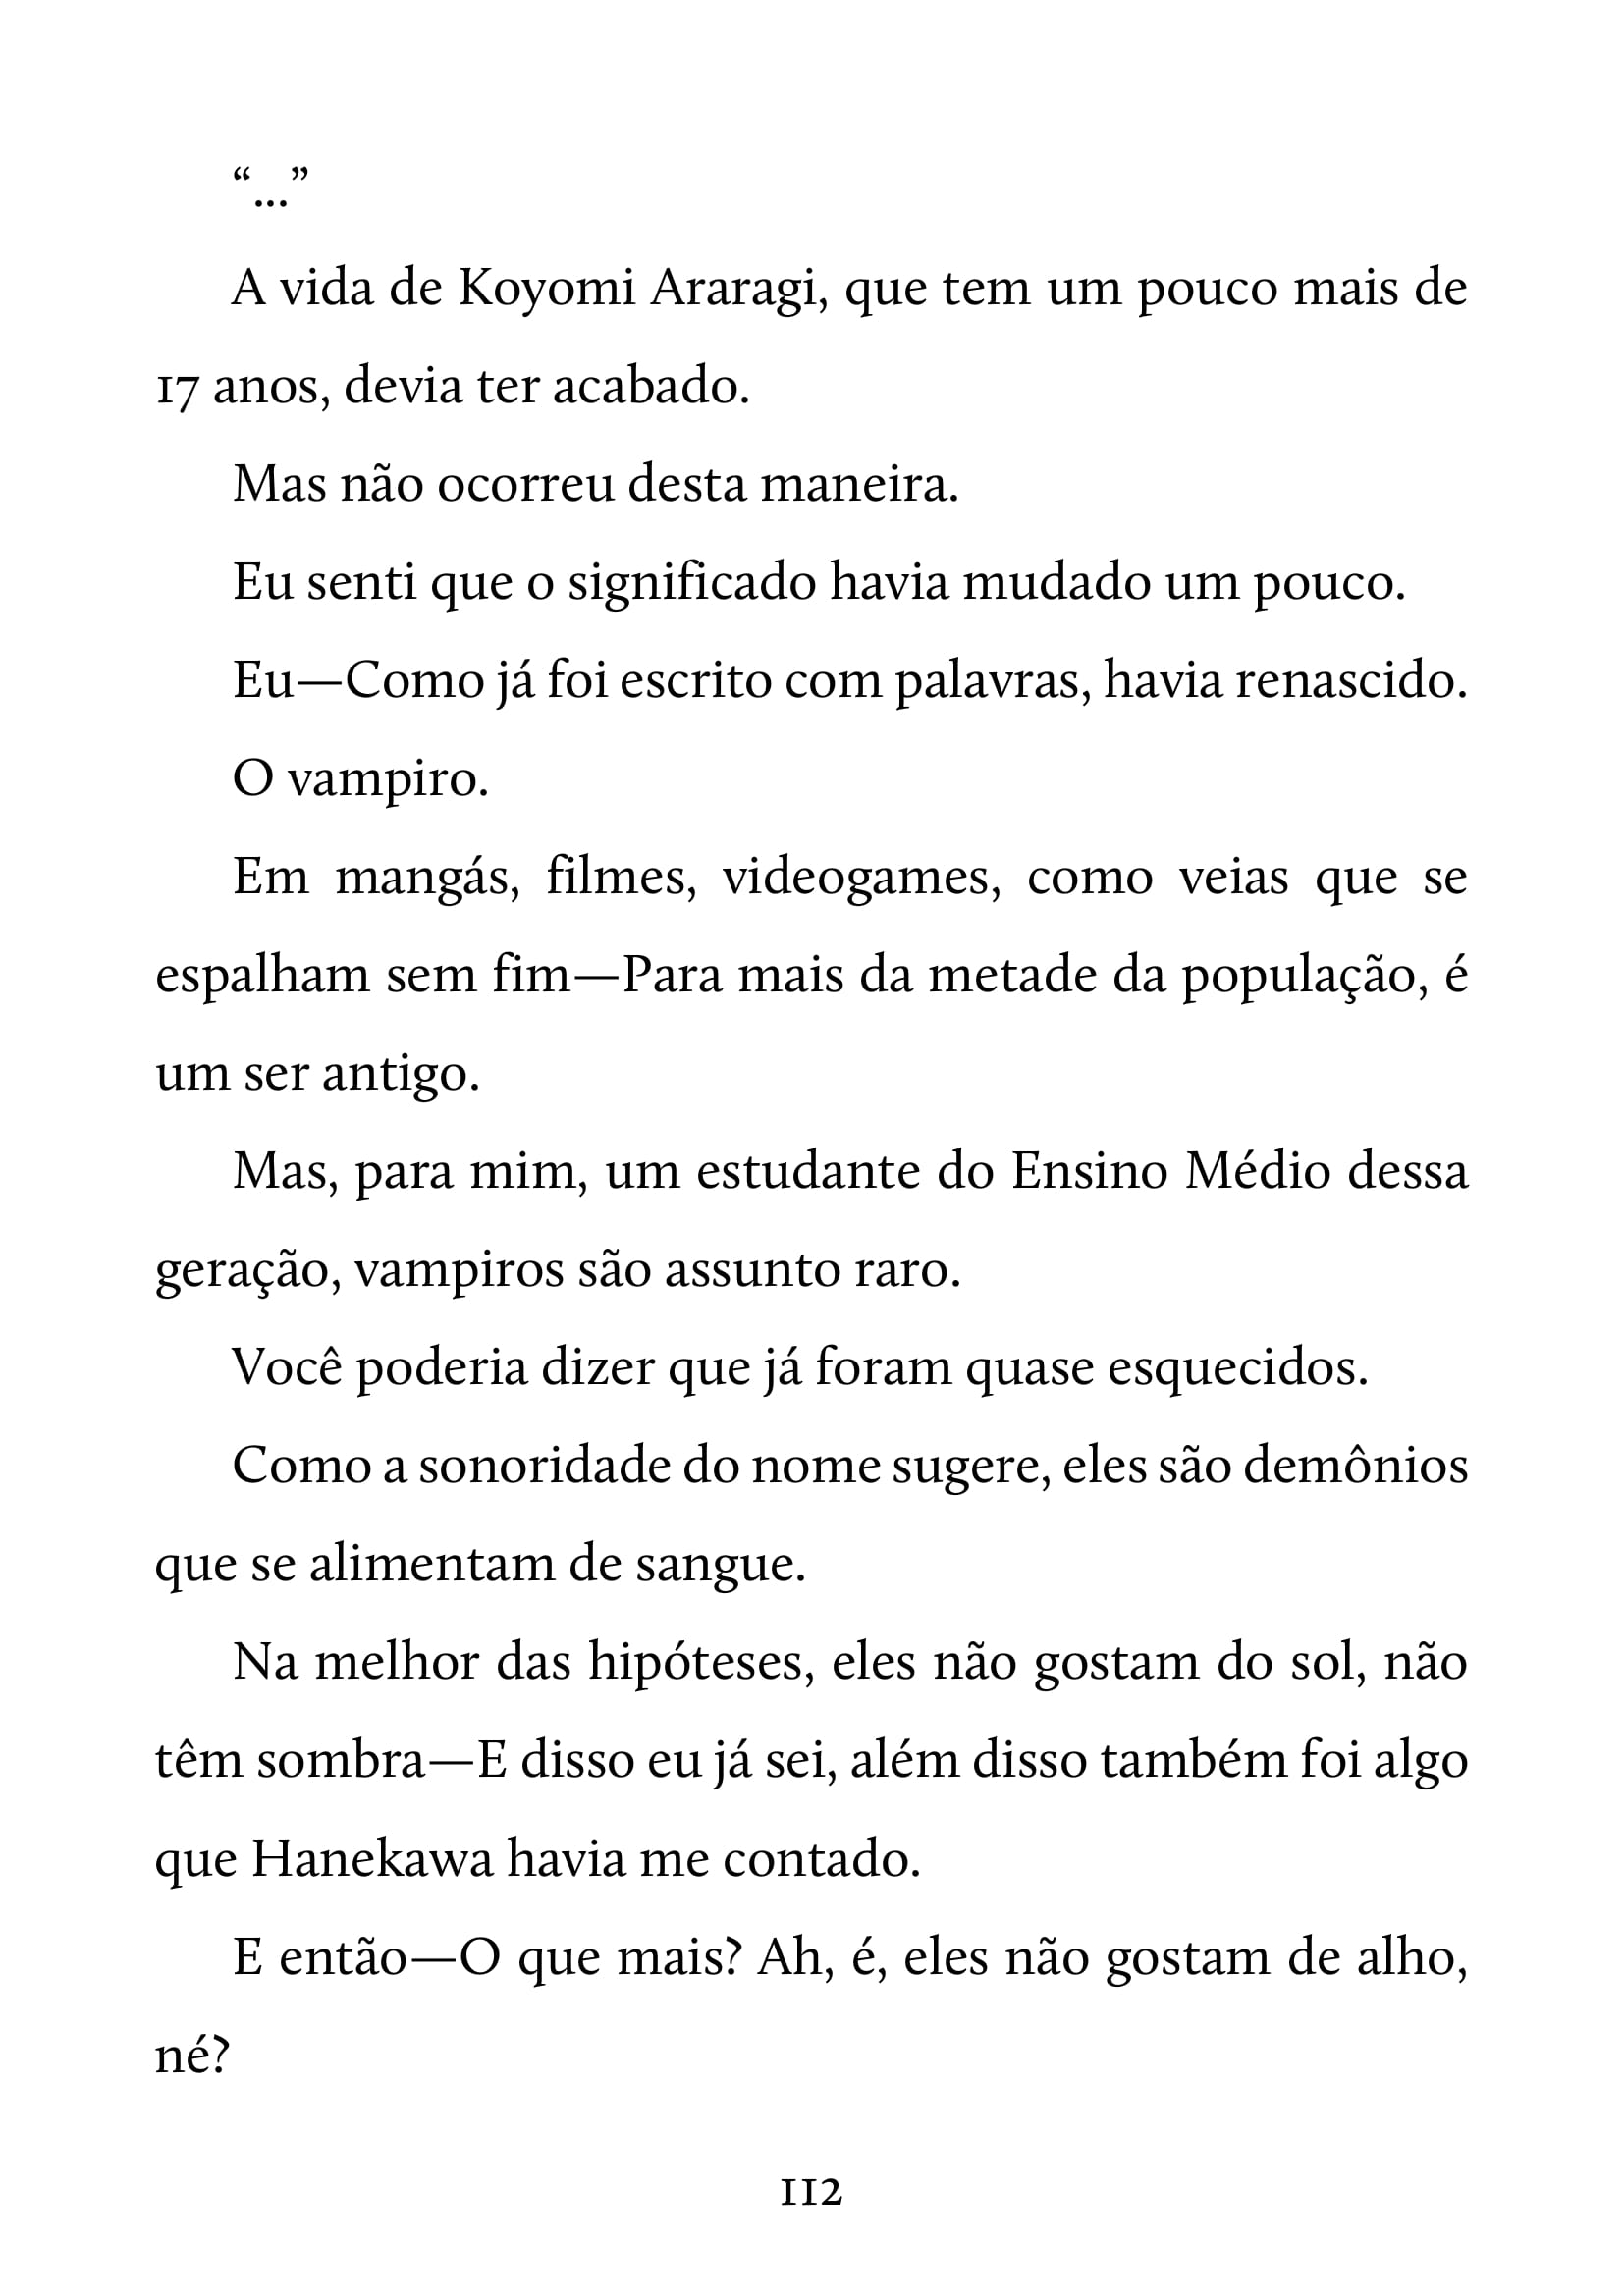 “...”
A vida de Koyomi Araragi, que tem um pouco mais de
17 anos, devia ter acabado.
Mas não ocorreu desta maneira.
Eu senti que o significado havia mudado um pouco.
Eu—Como já foi escrito com palavras, havia renascido.
O vampiro.
Em mangás, filmes, videogames, como veias que se
espalham sem fim—Para mais da metade da população, é
um ser antigo.
Mas, para mim, um estudante do Ensino Médio dessa
geração, vampiros são assunto raro.
Você poderia dizer que já foram quase esquecidos.
Como a sonoridade do nome sugere, eles são demônios
que se alimentam de sangue.
Na melhor das hipóteses, eles não gostam do sol, não
têm sombra—E disso eu já sei, além disso também foi algo
que Hanekawa havia me contado.
E então—O que mais? Ah, é, eles não gostam de alho,
né?
112